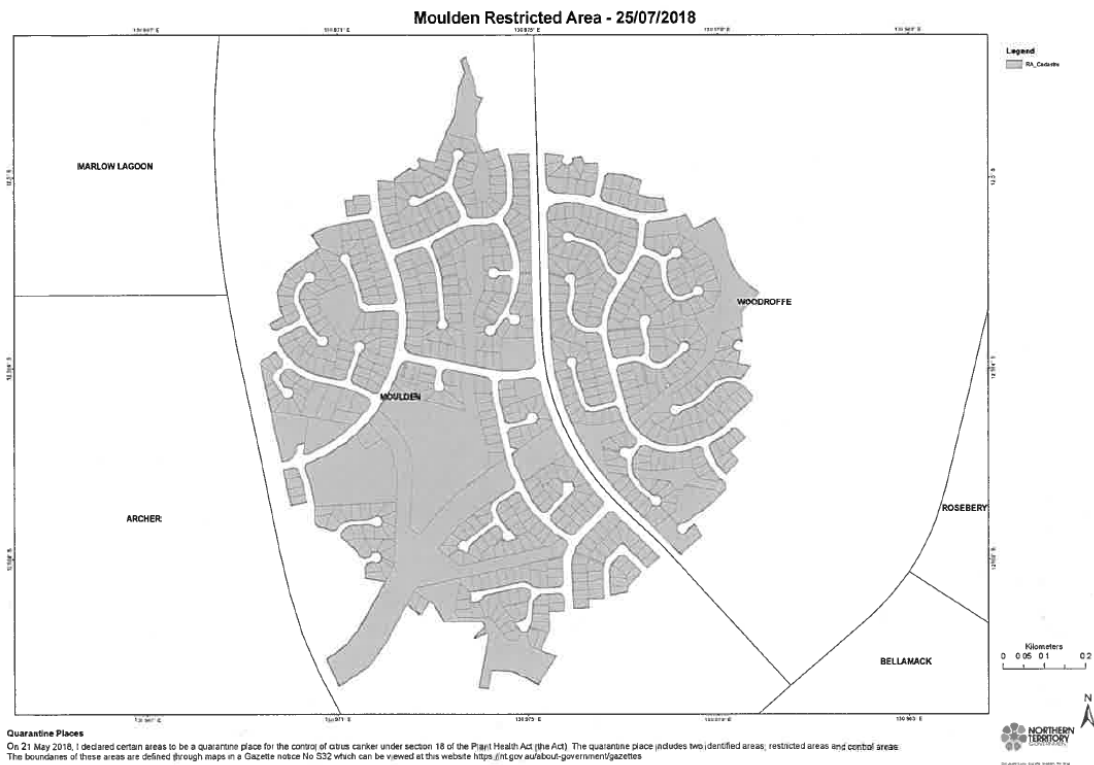 Moulden Restricted Area - 25/07/2018
Legend
RA_Cadastre
MARLOW LAGOON
WOODROFFE
MOULDEN
ARCHER
ROSEBERY
BELLAMACK
Kilometers
0 0.05 0.1 0.2
N
NORTHERN
TERRITORY
GOVERNMENT
Quarantine Places
On 21 May 2018, I declared certain areas to be a quarantine place for the control of citrus canker under section 18 of the Plant Health Act (the Act). The quarantine place includes two identified areas; restricted areas and control areas.
The boundaries of these areas are defined through maps in a Gazette notice No S32 which can be viewed at this website https://nt.gov.au/about-government/gazettes